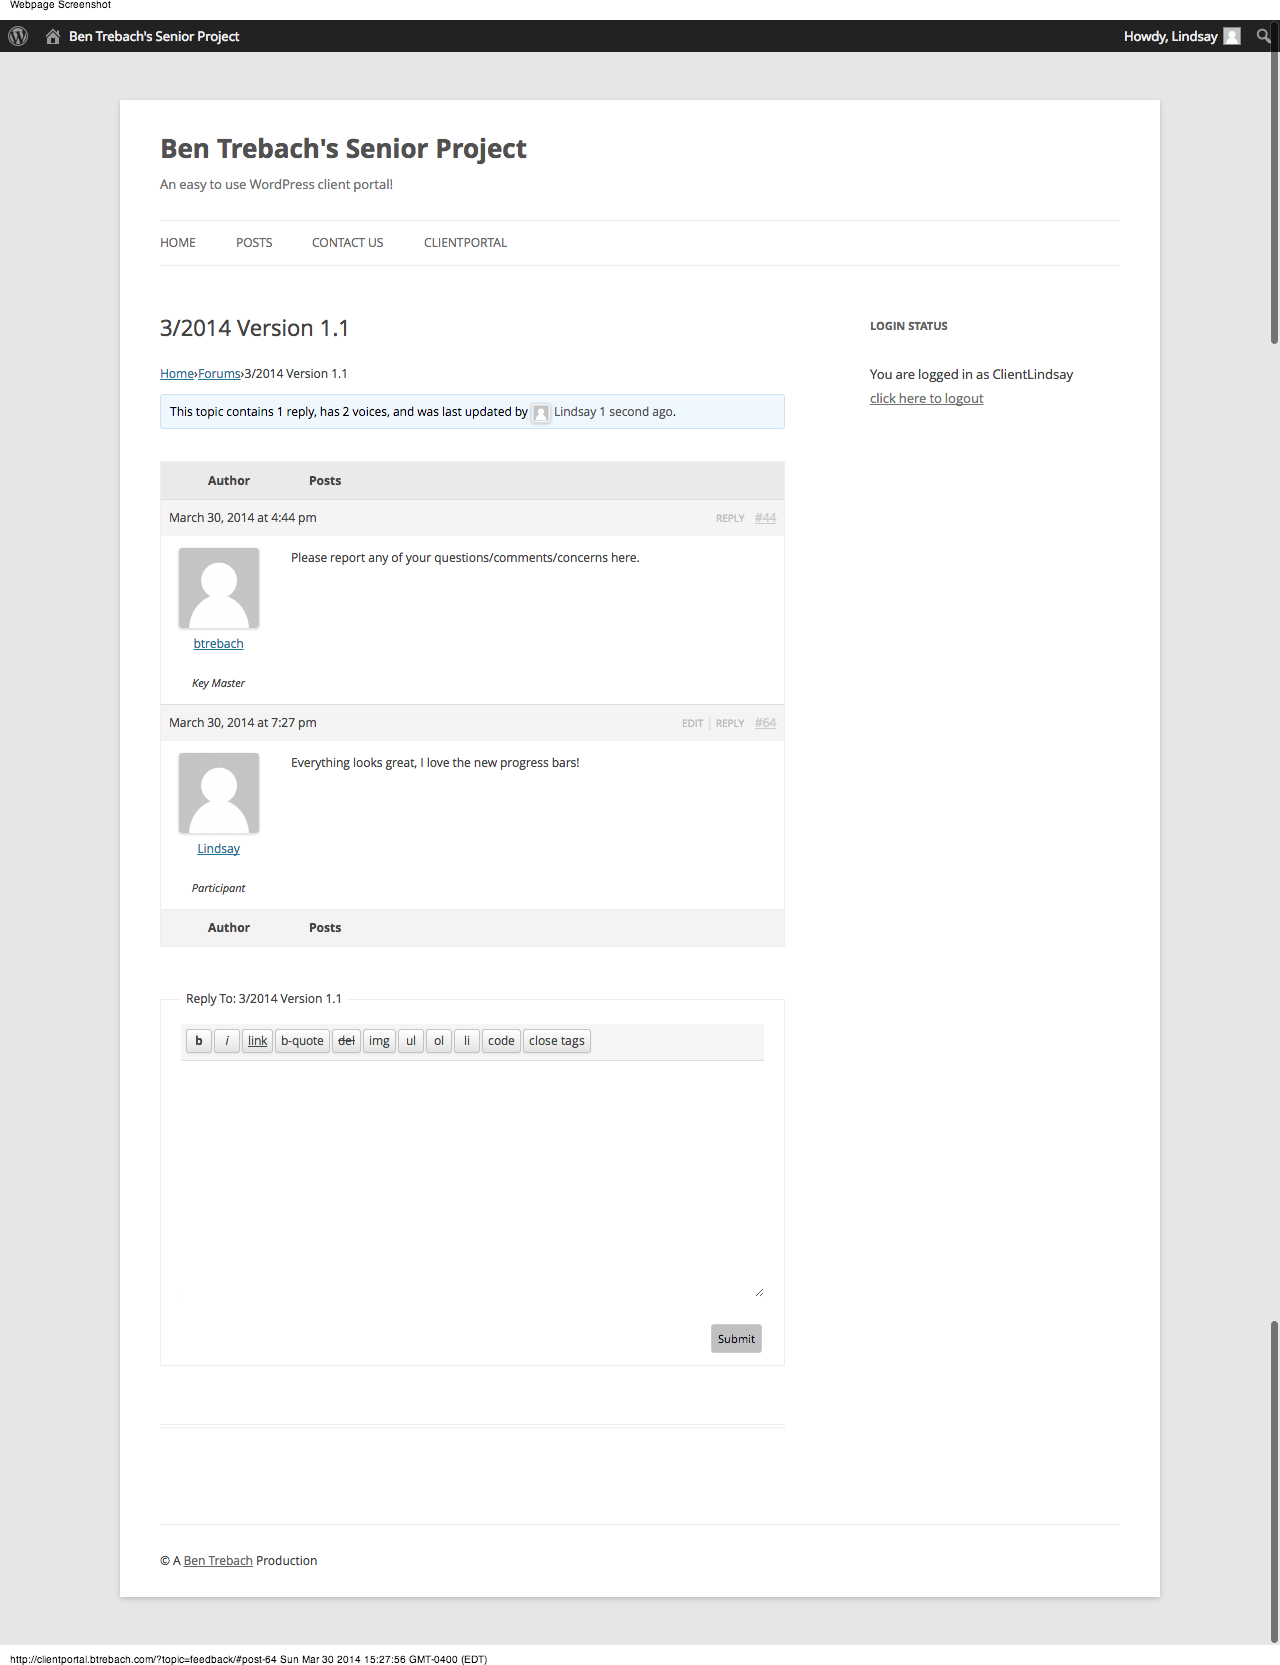 Webpage Screenshot
Ben Trebach's Senior Project
Howdy, Lindsay
Ben Trebach's Senior Project
An easy to use WordPress client portal!
HOME POSTS CONTACT US CLIENTPORTAL
3/2014 Version 1.1
LOGIN STATUS
Home›Forums›3/2014 Version 1.1
You are logged in as ClientLindsay
click here to logout
This topic contains 1 reply, has 2 voices, and was last updated by Lindsay 1 second ago.
Author Posts
March 30, 2014 at 4:44 pm REPLY #44
Please report any of your questions/comments/concerns here.
btrebach
Key Master
March 30, 2014 at 7:27 pm EDIT | REPLY #64
Everything looks great, I love the new progress bars!
Lindsay
Participant
Author Posts
Reply To: 3/2014 Version 1.1
b i link b-quote del img ul ol li code close tags
Submit
© A Ben Trebach Production
http://clientportal.btrebach.com/?topic=feedback/#post-64 Sun Mar 30 2014 15:27:56 GMT-0400 (EDT)